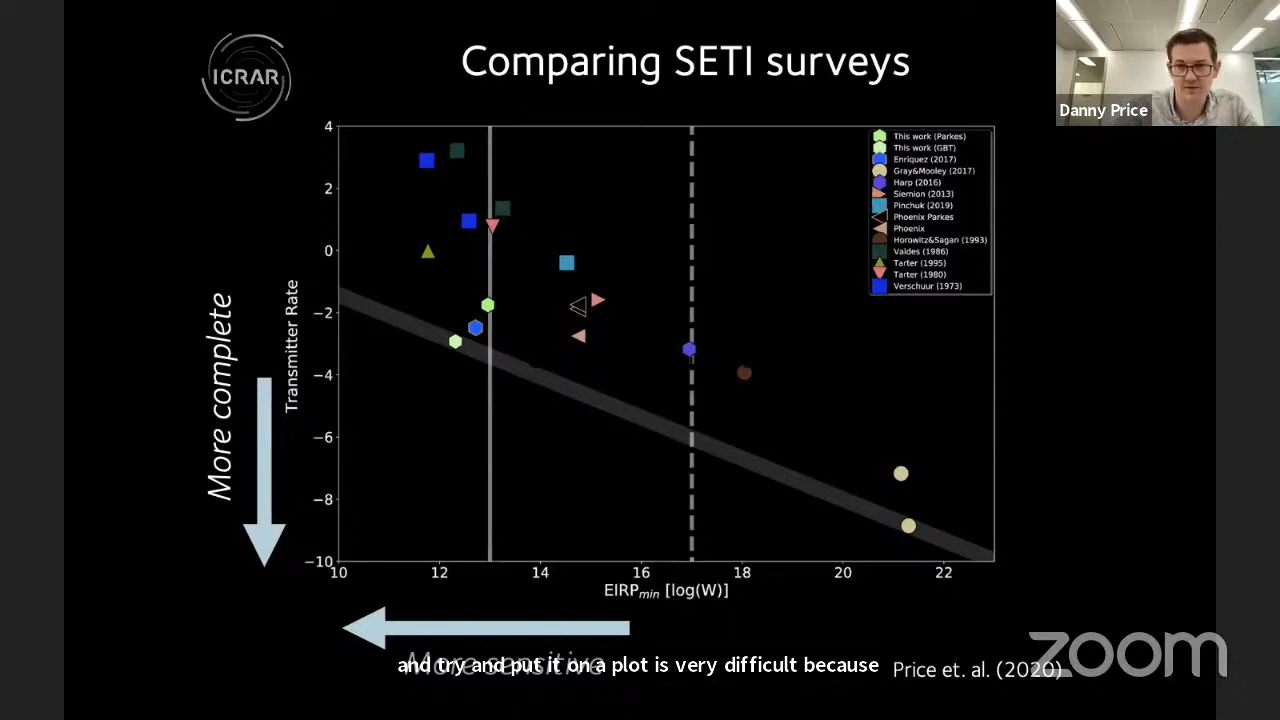 ICRAR
Comparing SETI surveys
Danny Price
4
2
0
−2
−4
−6
−8
−10
10
12
14
16
18
20
22
Transmitter Rate
EIRPmin [log(W)]
This work (Parkes)
This work (GBT)
Enriquez (2017)
Gray&Mooley (2017)
Harp (2016)
Siemion (2013)
Pinchuk (2019)
Phoenix Parkes
Phoenix
Horowitz&Sagan (1993)
Valdes (1986)
Tarter (1995)
Tarter (1980)
Verschuur (1973)
More complete
More sensitive
and try and put it on a plot is very difficult because
Price et. al. (2020)
zoom